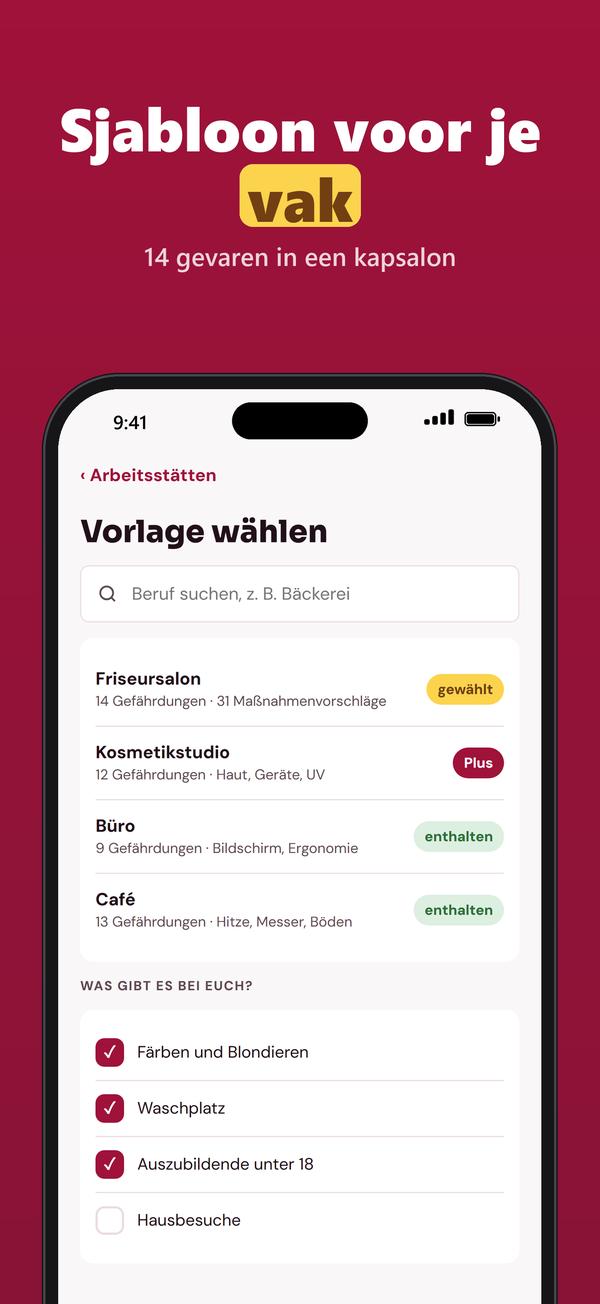 Sjabloon voor je
vak
14 gevaren in een kapsalon
9:41
‹ Arbeitsstätten
Vorlage wählen
Beruf suchen, z. B. Bäckerei
Friseursalon
14 Gefährdungen · 31 Maßnahmenvorschläge
gewählt
Kosmetikstudio
12 Gefährdungen · Haut, Geräte, UV
Plus
Büro
9 Gefährdungen · Bildschirm, Ergonomie
enthalten
Café
13 Gefährdungen · Hitze, Messer, Böden
enthalten
WAS GIBT ES BEI EUCH?
Färben und Blondieren
Waschplatz
Auszubildende unter 18
Hausbesuche